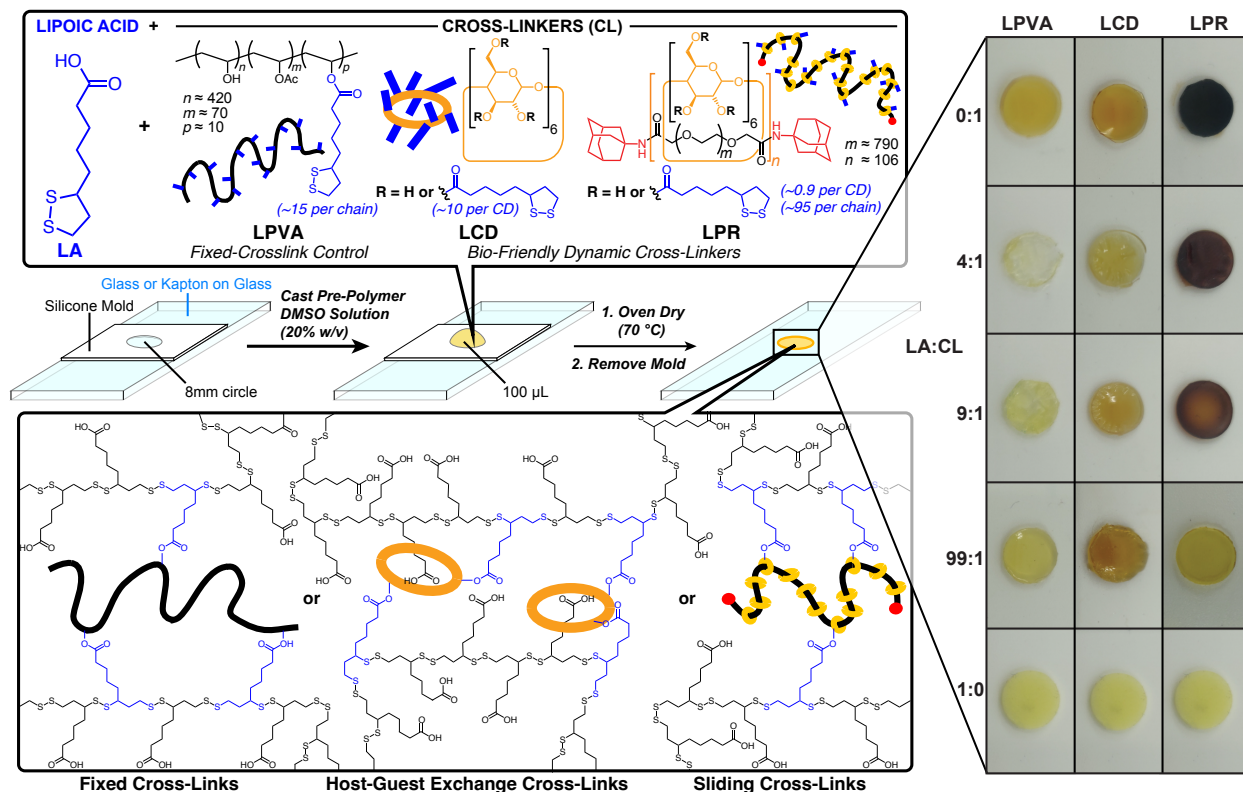 LIPOIC ACID + CROSS-LINKERS (CL)
HO
O
S
S
LA
+
n
OH
m
OAc
p
O
O
n ≈ 420
m ≈ 70
p ≈ 10
S
S
(~15 per chain)
LPVA
Fixed-Crosslink Control
RO
O
O
O
O
R
R
6
R = H or
O
S
S
(~10 per CD)
LCD
RO
O
O
O
O
R
R
6
H
N
O
O
m
O
O
H
N
n
m ≈ 790
n ≈ 106
R = H or
O
S
S
(~0.9 per CD)
(~95 per chain)
LPR
Bio-Friendly Dynamic Cross-Linkers
Glass or Kapton on Glass
Silicone Mold
8mm circle
Cast Pre-Polymer
DMSO Solution
(20% w/v)
100 µL
1. Oven Dry
(70 °C)
2. Remove Mold
or
or
Fixed Cross-Links
Host-Guest Exchange Cross-Links
Sliding Cross-Links
LPVA LCD LPR
LA:CL
0:1
4:1
9:1
99:1
1:0